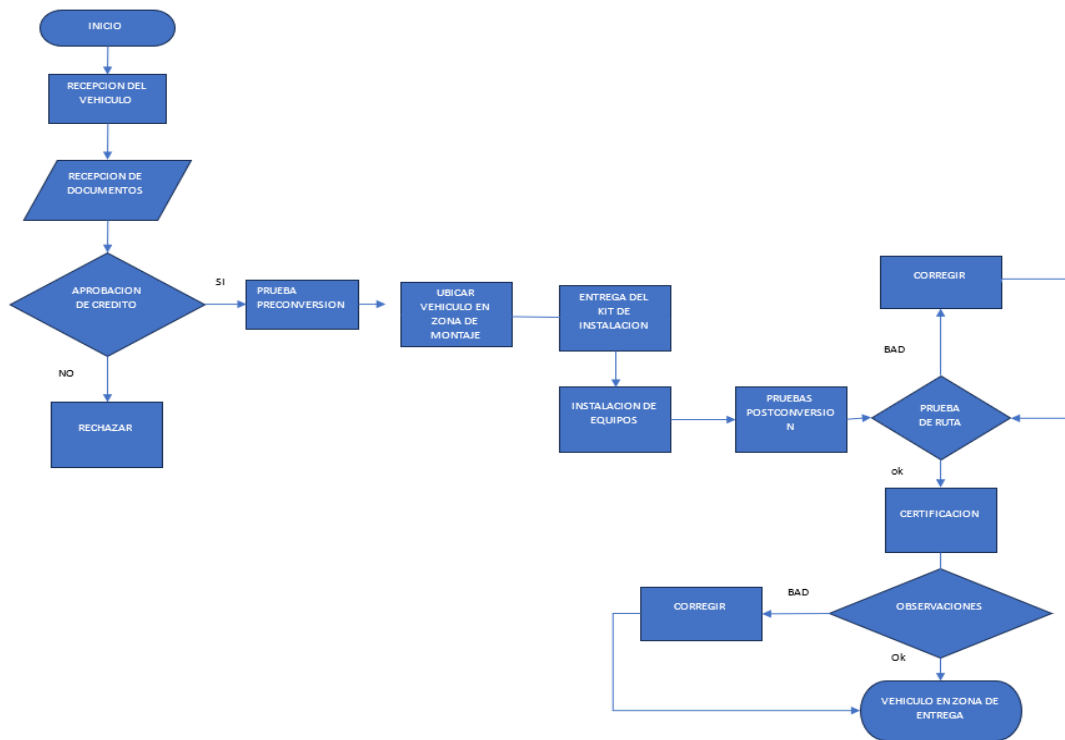 INICIO
RECEPCION DEL
VEHICULO
RECEPCION DE
DOCUMENTOS
APROBACION
DE CREDITO
SI
NO
RECHAZAR
PRUEBA
PRECONVERSION
UBICAR
VEHICULO EN
ZONA DE
MONTAJE
ENTREGA DEL
KIT DE
INSTALACION
INSTALACION DE
EQUIPOS
PRUEBAS
POSTCONVERSIO
N
PRUEBA
DE RUTA
BAD
CORREGIR
ok
CERTIFICACION
OBSERVACIONES
BAD
CORREGIR
Ok
VEHICULO EN ZONA DE
ENTREGA